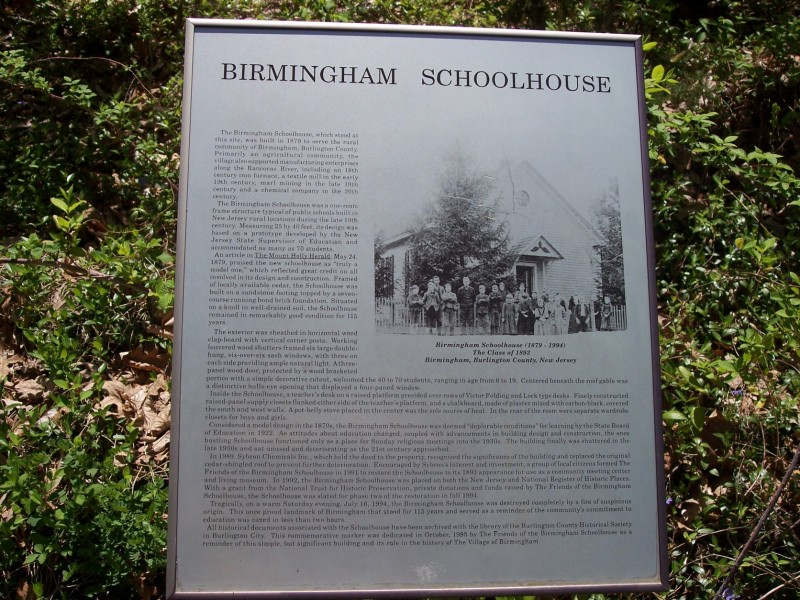 BIRMINGHAM SCHOOLHOUSE
The Birmingham Schoolhouse, which stood at
this site, was built in 1879 to serve the rural
community of Birmingham, Burlington County.
Primarily an agricultural community, the
village also supported manufacturing enterprises
along the Rancocas River, including an 18th
century iron furnace, a textile mill in the early
19th century, marl mining in the late 19th
century and a chemical company in the 20th
century.
The Birmingham Schoolhouse was a one-room
frame structure typical of public schools built in
New Jersey rural locations during the late 19th
century. Measuring 25 by 40 feet, its design was
based on a prototype developed by the New
Jersey State Supervisor of Education and
accommodated as many as 70 students.
An article in The Mount Holly Herald, May 24,
1879, praised the new schoolhouse as "truly a
model one," which reflected great credit on all
involved in its design and construction. Framed
of locally available cedar, the Schoolhouse was
built on a sandstone footing topped by a seven-
course running bond brick foundation. Situated
on a knoll in well-drained soil, the Schoolhouse
remained in remarkably good condition for 115
years.
The exterior was sheathed in horizontal wood
clap-board with vertical corner posts. Working
louvered wood shutters framed six large double-
hung, six-over-six sash windows, with three on
each side providing ample natural light. A three-
panel wood door, protected by a wood bracketed
portico with a simple decorative cutout, welcomed the 40 to 70 students, ranging in age from 6 to 19. Centered beneath the roof gable was
a distinctive bulls-eye opening that displayed a four-paned window.
Inside the Schoolhouse, a teacher's desk on a raised platform presided over rows of Victor Folding and Lock type desks. Finely constructed
raised-panel supply closets flanked either side of the teacher's platform, and a chalkboard, made of plaster mixed with carbon-black, covered
the south and west walls. A pot-belly stove placed in the center was the sole source of heat. In the rear of the room were separate wardrobe
closets for boys and girls.
Considered a model design in the 1870s, the Birmingham Schoolhouse was deemed "deplorable conditions" for learning by the State Board
of Education in 1922. As attitudes about education changed, coupled with advancements in building design and construction, the once
bustling Schoolhouse functioned only as a place for Sunday religious meetings into the 1930s. The building finally was shuttered in the
late 1930s and sat unused and deteriorating as the 21st century approached.
In 1989, Sybron Chemicals Inc., which held the deed to the property, recognized the significance of the building and replaced the original
cedar-shingled roof to prevent further deterioration. Encouraged by Sybron's interest and investment, a group of local citizens formed The
Friends of the Birmingham Schoolhouse in 1991 to restore the Schoolhouse to its 1892 appearance for use as a community meeting center
and living museum. In 1992, the Birmingham Schoolhouse was placed on both the New Jersey and National Register of Historic Places.
With a grant from the National Trust for Historic Preservation, private donations and funds raised by The Friends of the Birmingham
Schoolhouse, the Schoolhouse was slated for phase two of the restoration in fall 1994.
Tragically, on a warm Saturday evening, July 16, 1994, the Birmingham Schoolhouse was destroyed completely by a fire of suspicious
origin. This once proud landmark of Birmingham that stood for 115 years and served as a reminder of the community's commitment to
education was razed in less than two hours.
All historical documents associated with the Schoolhouse have been archived with the library of the Burlington County Historical Society
in Burlington City. This commemorative marker was dedicated in October, 1995 by The Friends of the Birmingham Schoolhouse as a
reminder of this simple, but significant building and its role in the history of The Village of Birmingham.
Birmingham Schoolhouse (1879 - 1994)
The Class of 1893
Birmingham, Burlington County, New Jersey